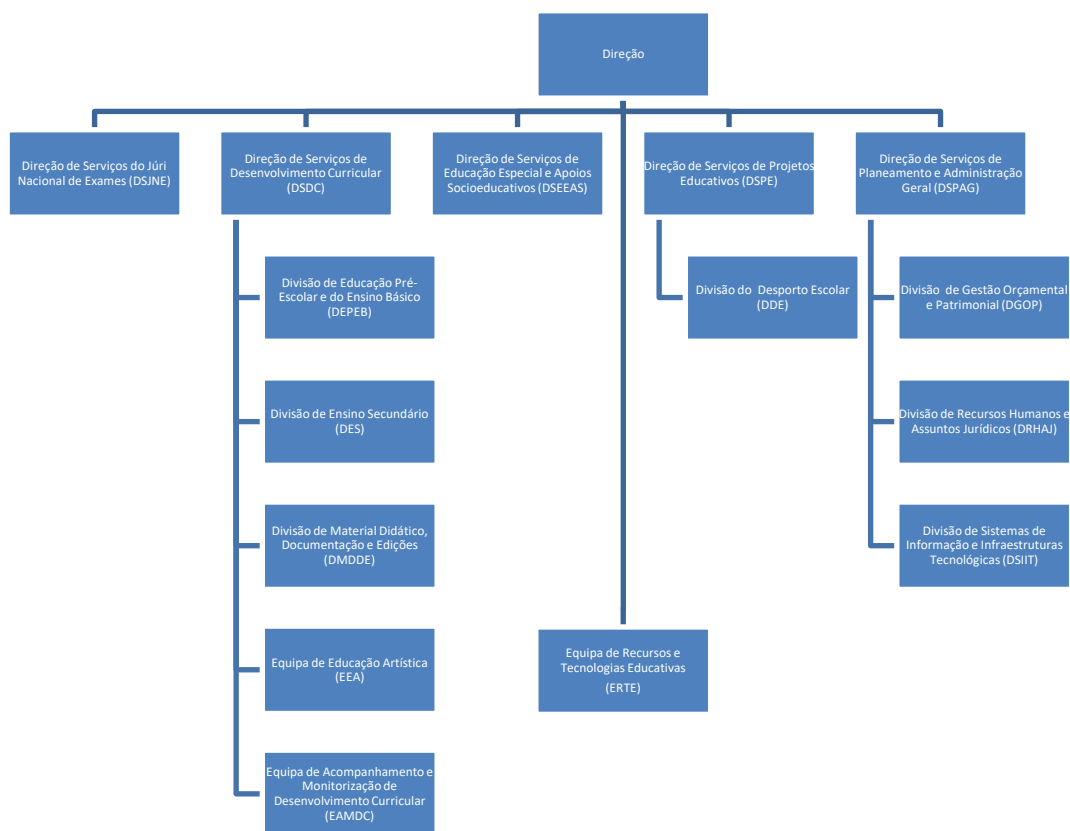 Direção
Direção de Serviços do Júri
Nacional de Exames (DSJNE)
Direção de Serviços de
Desenvolvimento Curricular
(DSDC)
Direção de Serviços de
Educação Especial e Apoios
Socioeducativos (DSEEAS)
Direção de Serviços de Projetos
Educativos (DSPE)
Direção de Serviços de
Planeamento e Administração
Geral (DSPAG)
Divisão de Educação Pré-
Escolar e do Ensino Básico
(DEPEB)
Divisão do Desporto Escolar
(DDE)
Divisão de Gestão Orçamental
e Patrimonial (DGOP)
Divisão de Ensino Secundário
(DES)
Divisão de Recursos Humanos e
Assuntos Jurídicos (DRHAJ)
Divisão de Material Didático,
Documentação e Edições
(DMDDE)
Divisão de Sistemas de
Informação e Infraestruturas
Tecnológicas (DSIIT)
Equipa de Educação Artística
(EEA)
Equipa de Recursos e
Tecnologias Educativas
(ERTE)
Equipa de Acompanhamento e
Monitorização de
Desenvolvimento Curricular
(EAMDC)